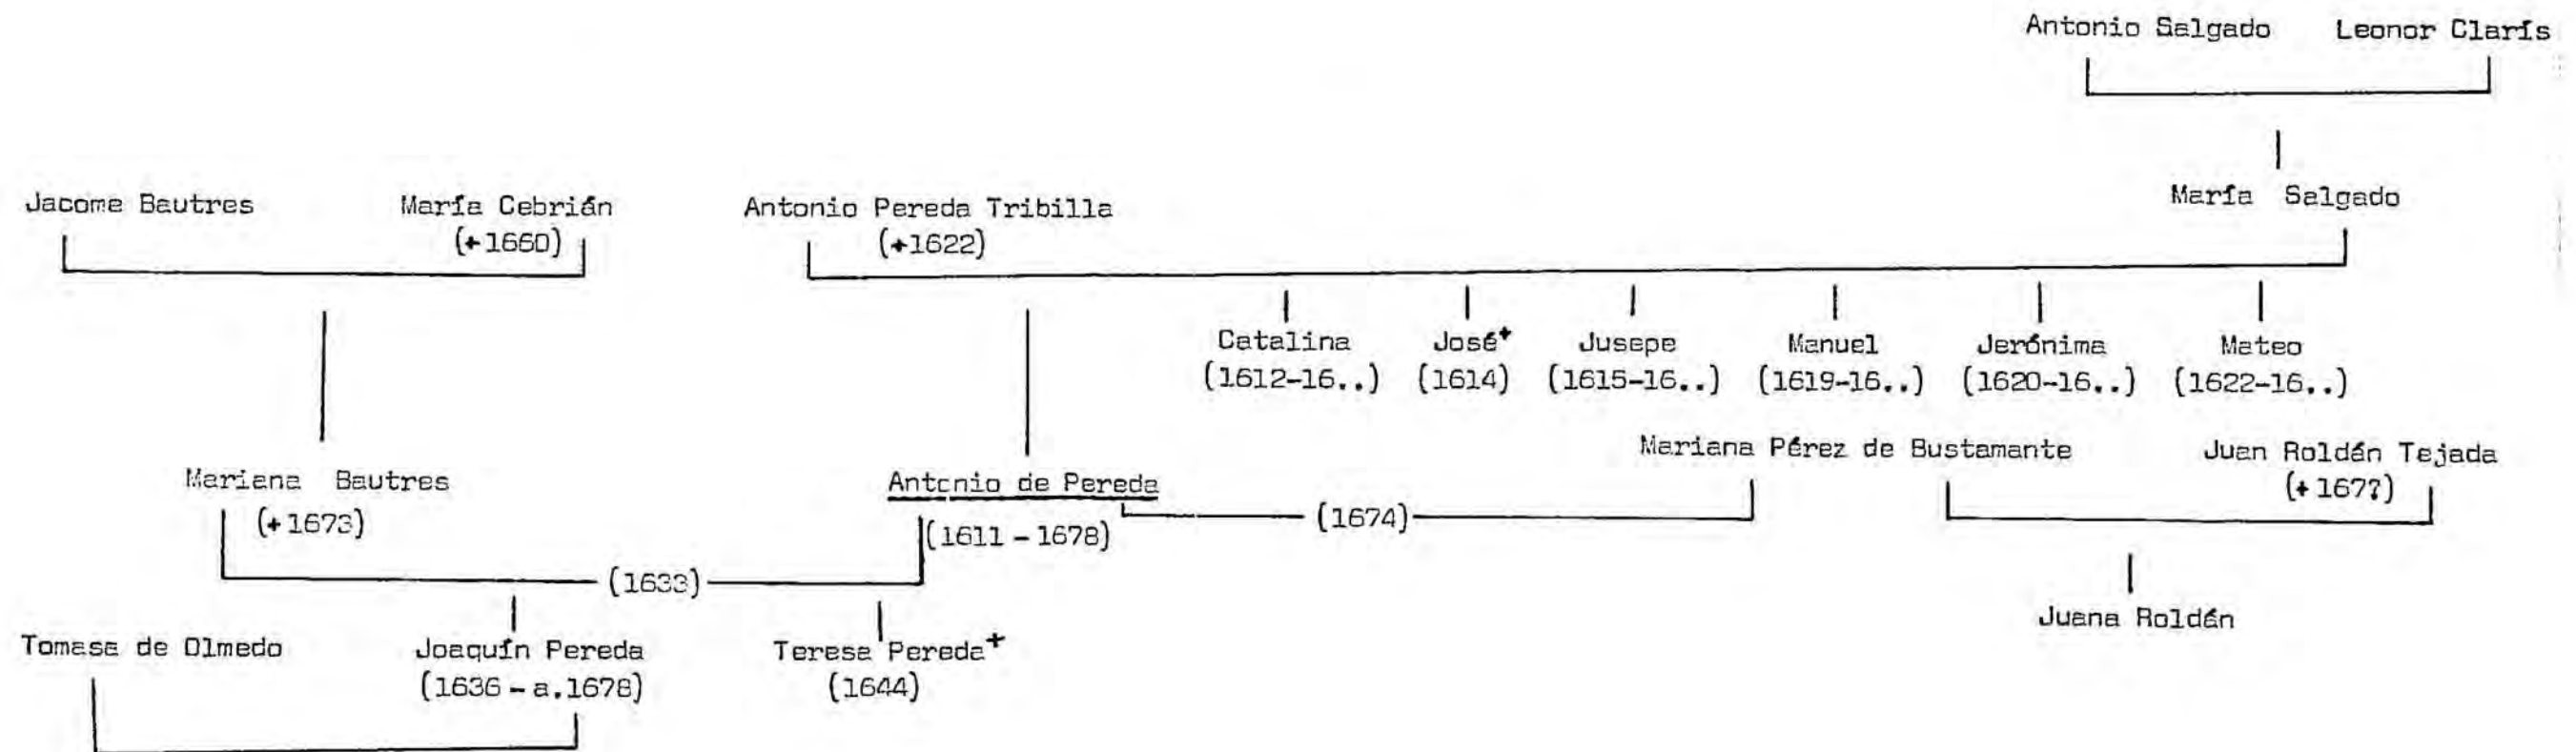 Antonio Salgado Leonor Clarís
María Salgado
Jacome Bautres María Cebrián Antonio Pereda Tribilla
(+1660) (+1622)
Catalina José+ Jusepe Manuel Jerónima Mateo
(1612-16..) (1614) (1615-16..) (1619-16..) (1620-16..) (1622-16..)
Mariana Pérez de Bustamante Juan Roldán Tejada
(+167?)
Mariana Bautres Antonio de Pereda
(+1673) (1611-1678) (1674)
(1633)
Juana Roldán
Tomasa de Olmedo Joaquín Pereda Teresa Pereda+
(1636-a.1678) (1644)